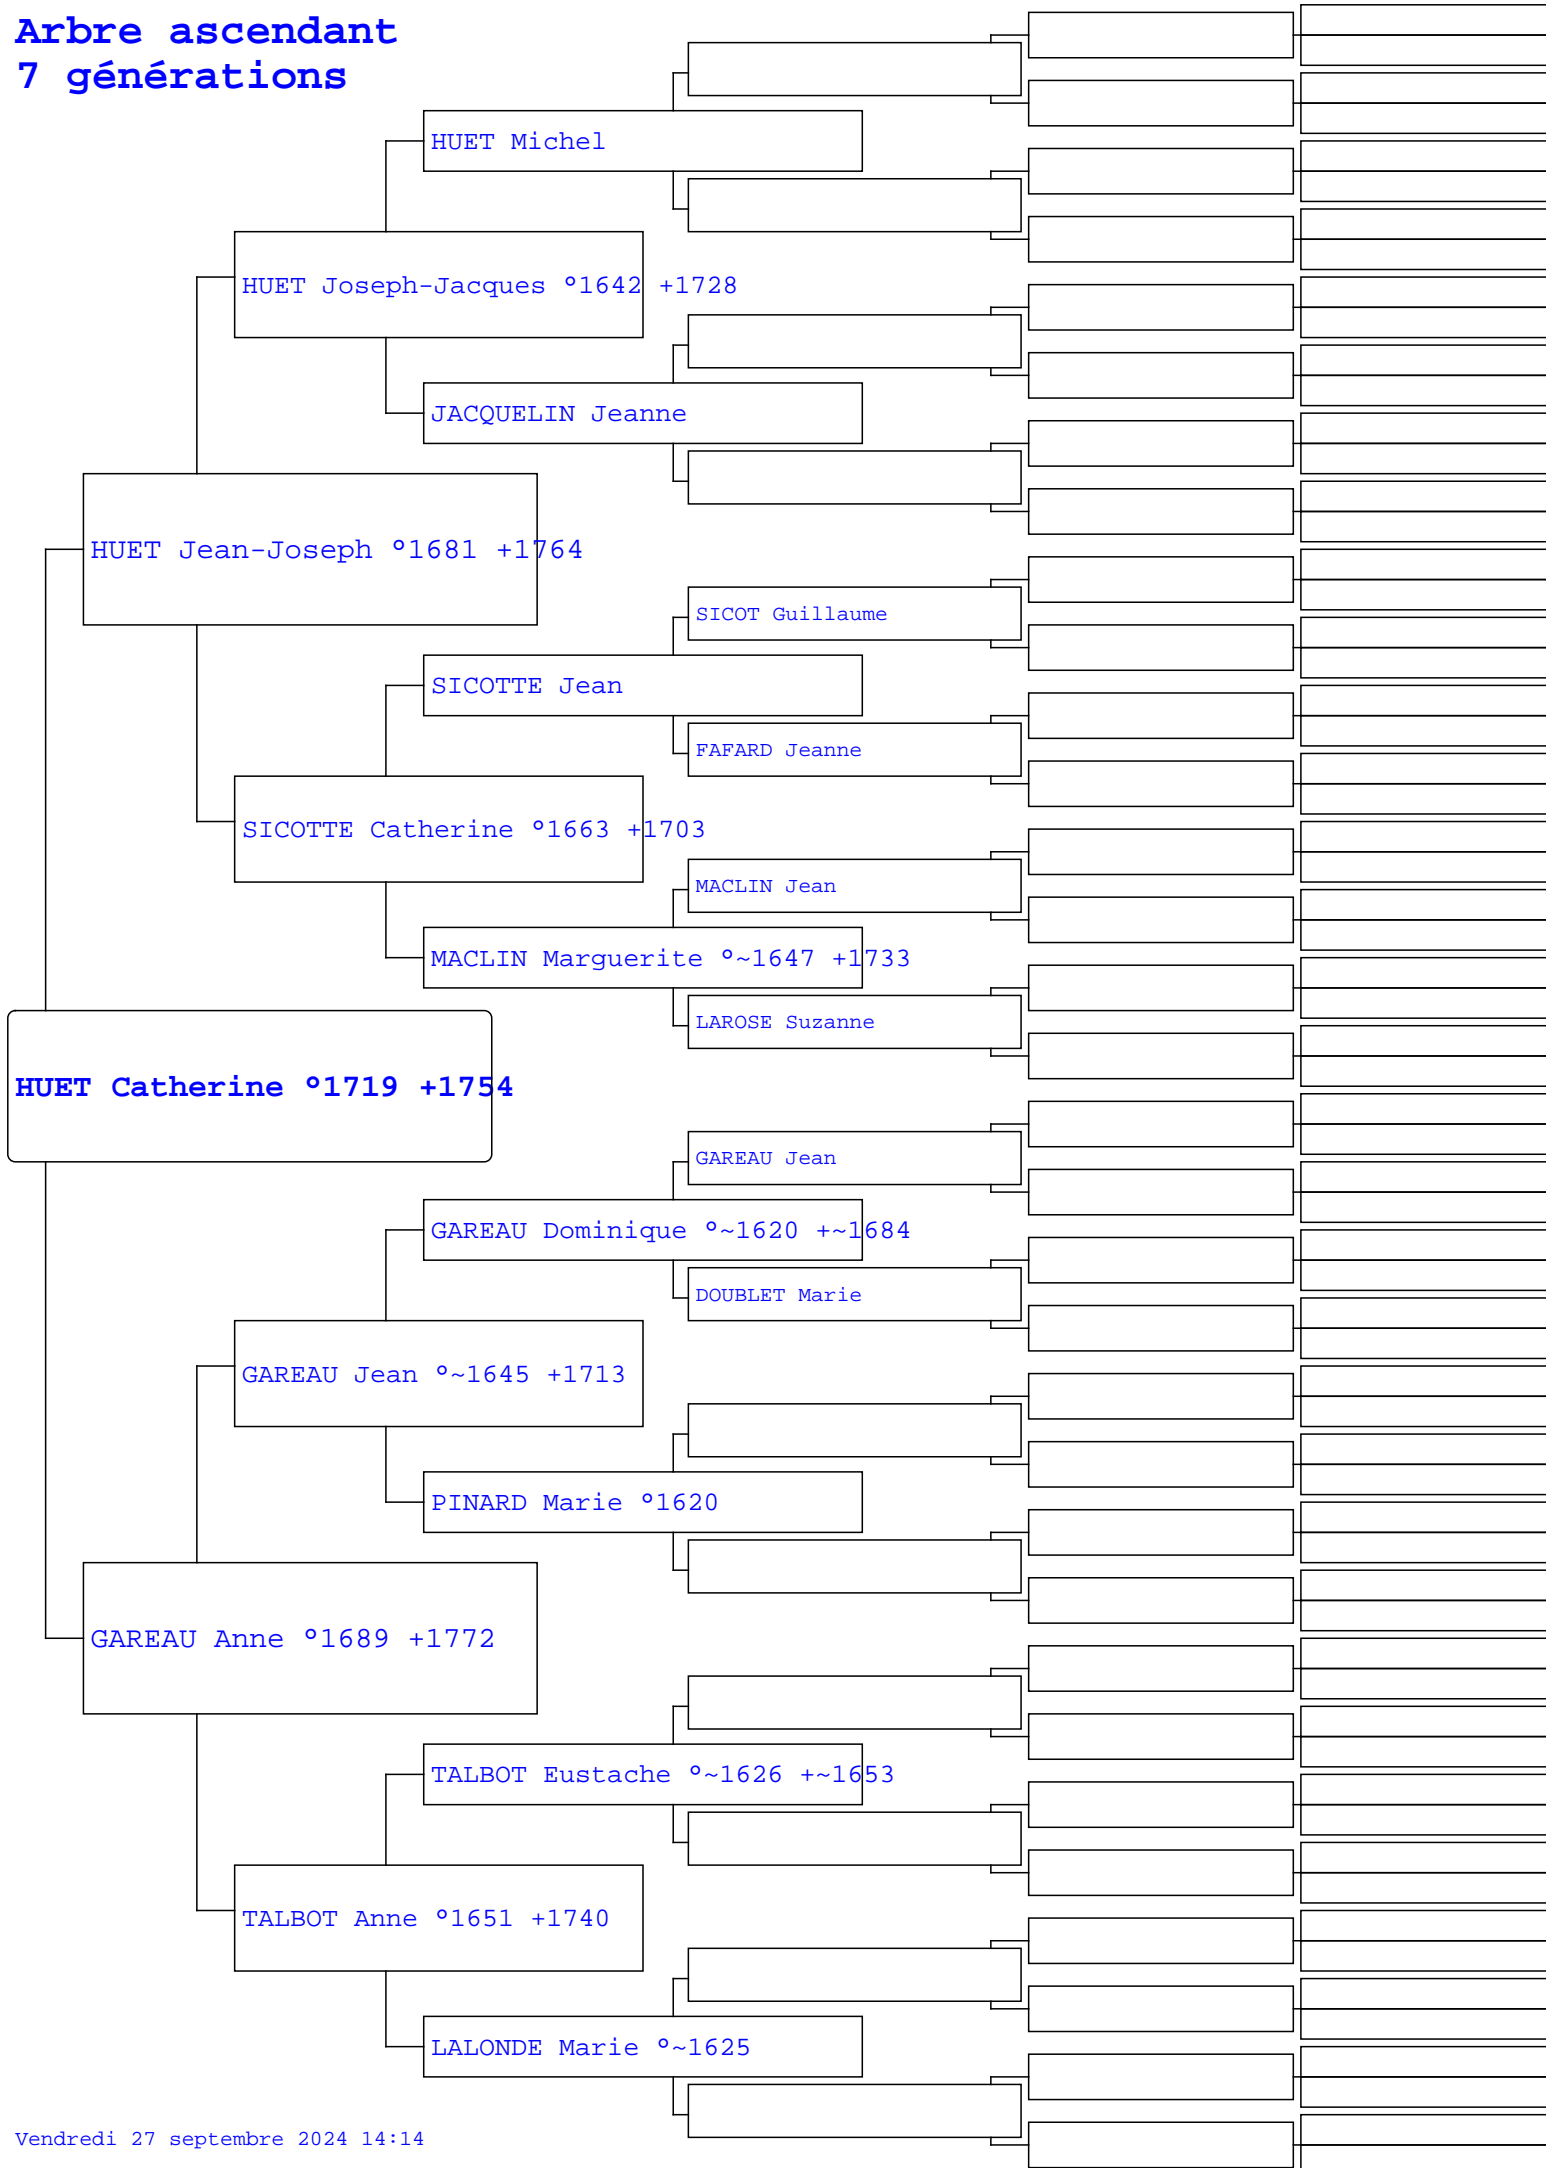 Arbre ascendant
7 générations
HUET Michel
HUET Joseph-Jacques °1642 +1728
JACQUELIN Jeanne
HUET Jean-Joseph °1681 +1764
SICOT Guillaume
SICOTTE Jean
FAFARD Jeanne
SICOTTE Catherine °1663 +1703
MACLIN Jean
MACLIN Marguerite °~1647 +1733
LAROSE Suzanne
HUET Catherine °1719 +1754
GAREAU Jean
GAREAU Dominique °~1620 +~1684
DOUBLET Marie
GAREAU Jean °~1645 +1713
PINARD Marie °1620
GAREAU Anne °1689 +1772
TALBOT Eustache °~1626 +~1653
TALBOT Anne °1651 +1740
LALONDE Marie °~1625
Vendredi 27 septembre 2024 14:14